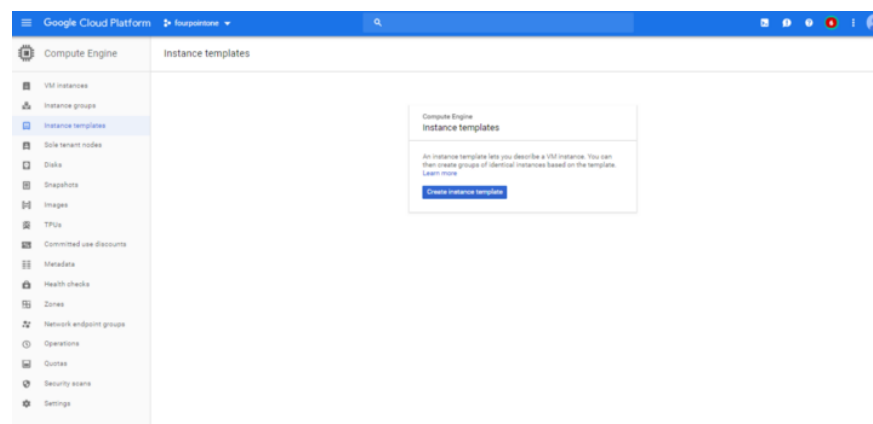 Google Cloud Platform
fourpointone
Compute Engine
Instance templates
VM instances
Instance groups
Instance templates
Sole tenant nodes
Disks
Snapshots
Images
TPUs
Committed use discounts
Metadata
Health checks
Zones
Network endpoint groups
Operations
Quotas
Security scans
Settings
Compute Engine
Instance templates
An instance template lets you describe a VM instance. You can
then create groups of identical instances based on the template.
Learn more
Create instance template